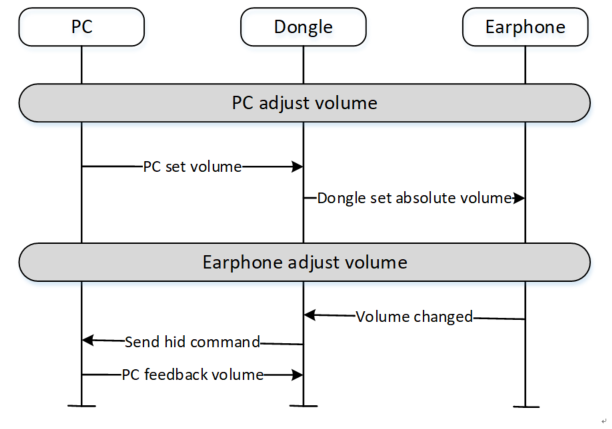 PC
Dongle
Earphone
PC adjust volume
PC set volume
Dongle set absolute volume
Earphone adjust volume
Volume changed
Send hid command
PC feedback volume